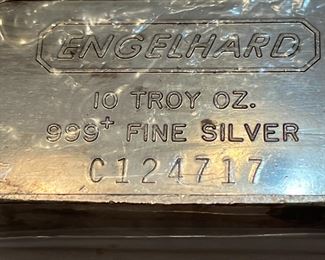 ENGELHARD
10 TROY OZ.
999+ FINE SILVER
C124717